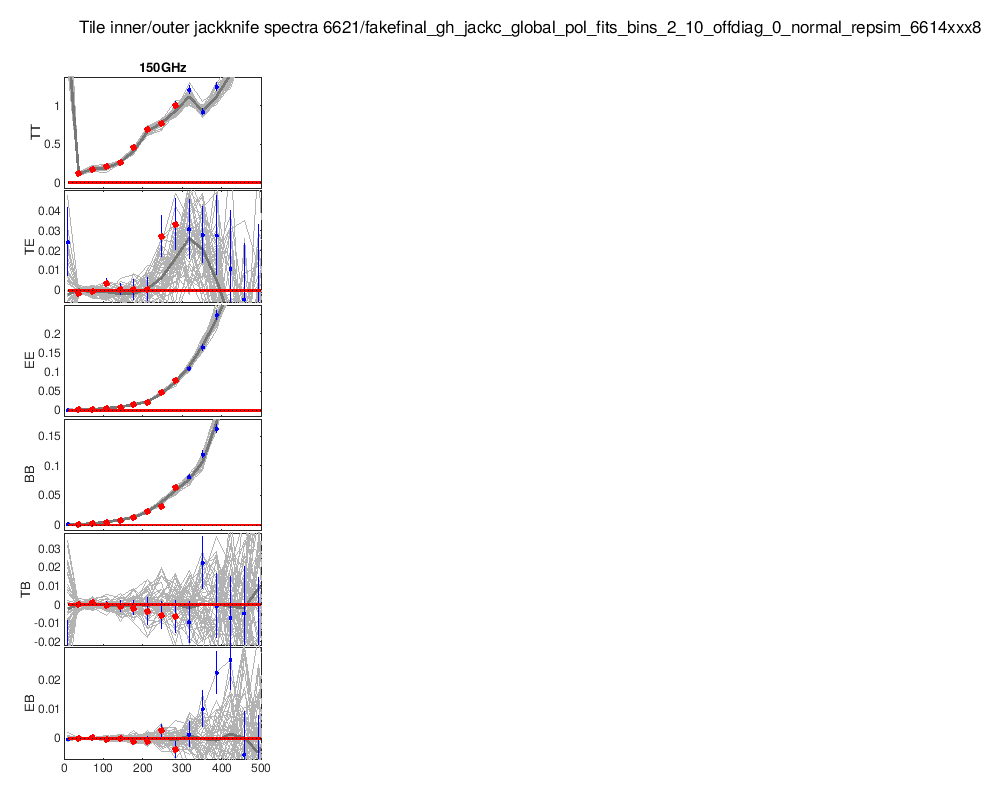 Tile inner/outer jackknife spectra 6621/fakefinal_gh_jackc_global_pol_fits_bins_2_10_offdiag_0_normal_repsim_6614xxx8
150GHz
TT
1
0.5
0
TE
0.04
0.03
0.02
0.01
0
EE
0.2
0.15
0.1
0.05
0
BB
0.15
0.1
0.05
0
TB
0.03
0.02
0.01
0
-0.01
-0.02
EB
0.02
0.01
0
0 100 200 300 400 500